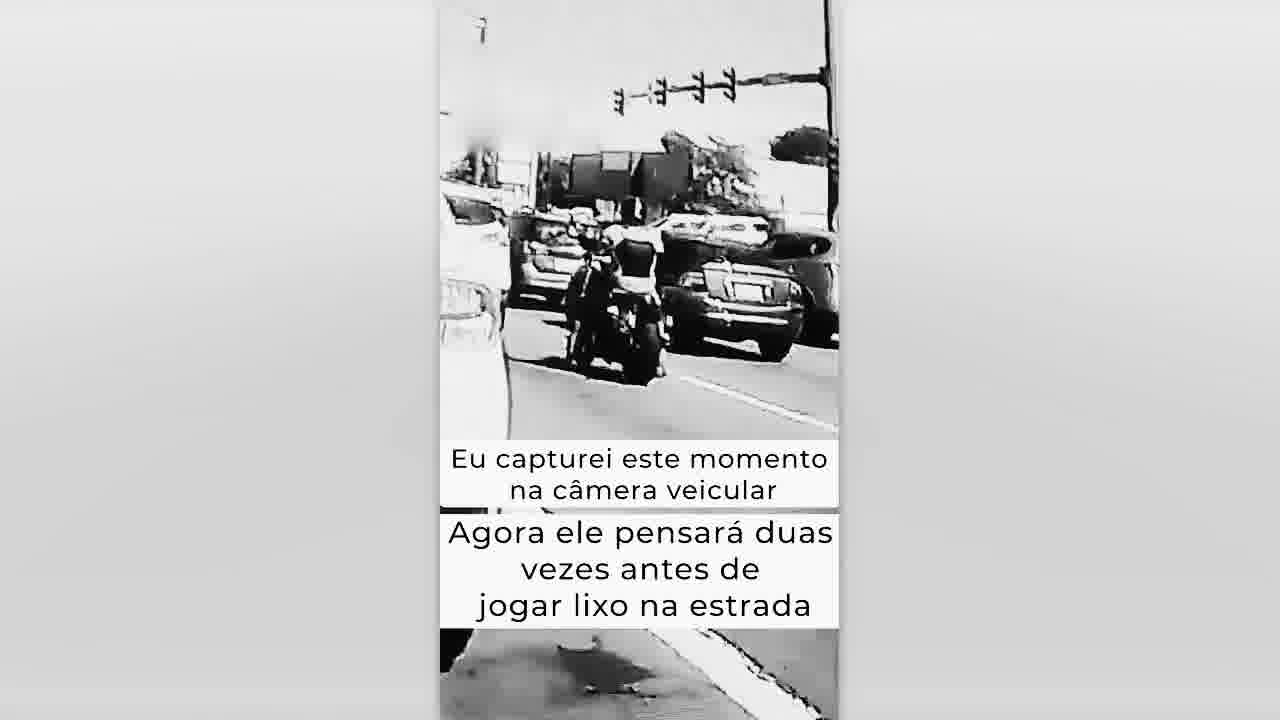 Eu capturei este momento
na câmera veicular
Agora ele pensará duas
vezes antes de
jogar lixo na estrada